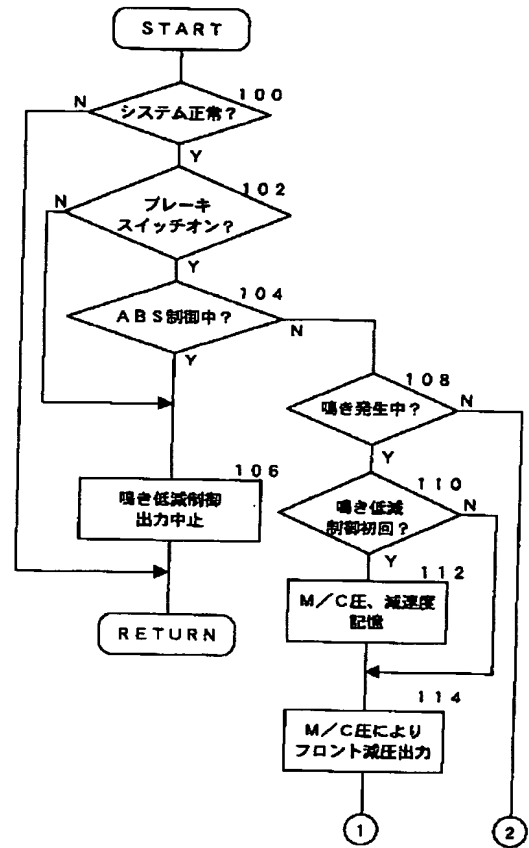 START
100
システム正常?
N
Y
102
ブレーキ
スイッチオン?
N
Y
104
ABS制御中?
N
Y
108
鳴き発生中?
N
Y
106
鳴き低減制御
出力中止
110
鳴き低減
制御初回?
N
Y
112
M/C圧、減速度
記憶
RETURN
114
M/C圧により
フロント減圧出力
1
2